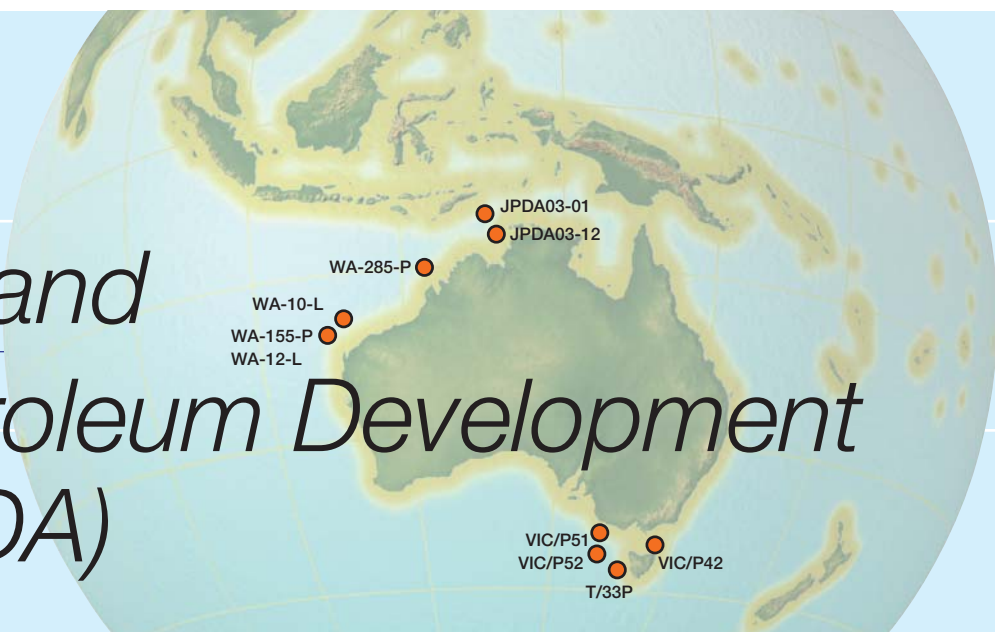 JPDA03-01
JPDA03-12
WA-285-P
and
WA-10-L
WA-155-P
WA-12-L
oleum Development
DA)
VIC/P51
VIC/P52
VIC/P42
T/33P